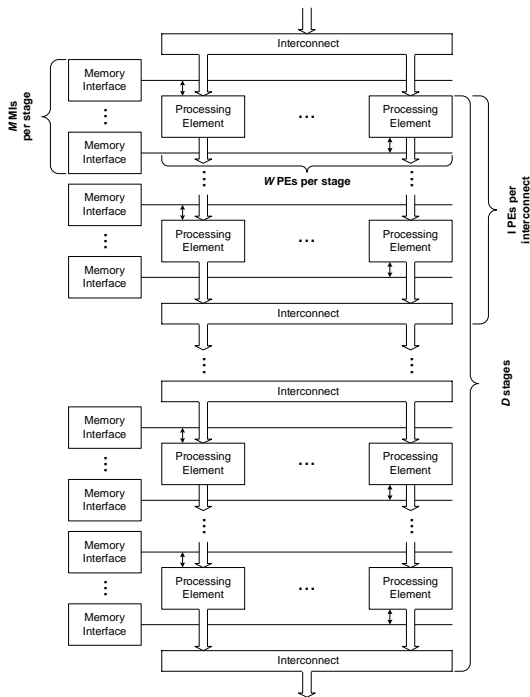 Interconnect
Memory
Interface
M MIs
per stage
Processing
Element
...
Processing
Element
Memory
Interface
W PEs per stage
Memory
Interface
Processing
Element
...
Processing
Element
I PEs per
interconnect
Memory
Interface
Interconnect
D stages
Interconnect
Memory
Interface
Processing
Element
...
Processing
Element
Memory
Interface
Memory
Interface
Processing
Element
...
Processing
Element
Memory
Interface
Interconnect